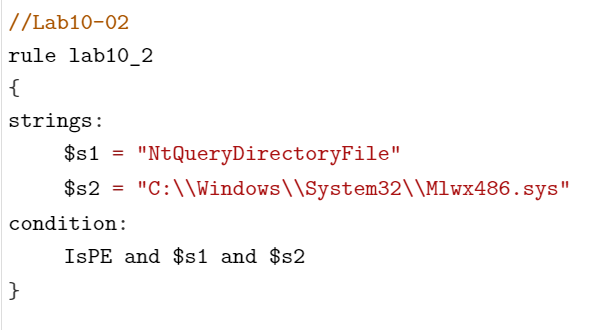 //Lab10-02
rule lab10_2
{
strings:
    $s1 = "NtQueryDirectoryFile"
    $s2 = "C:\\Windows\\System32\\Mlwx486.sys"
condition:
    IsPE and $s1 and $s2
}